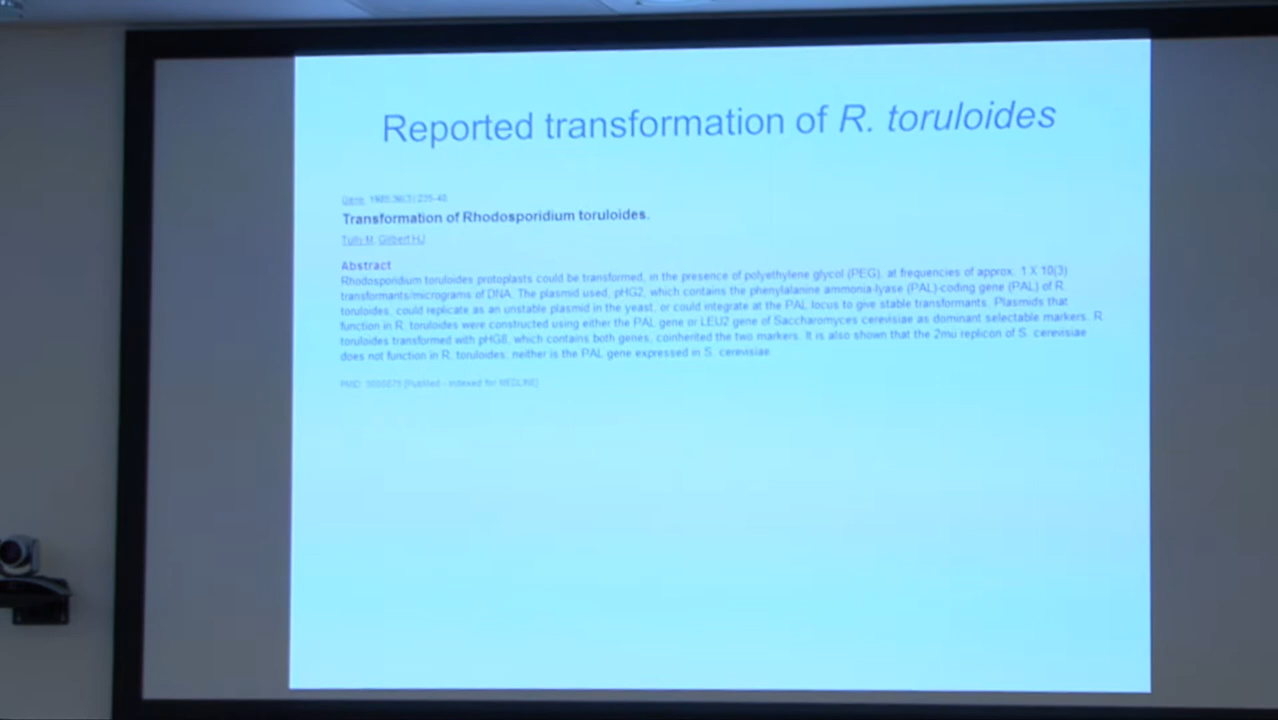 Reported transformation of R. toruloides
Gene. 1985;36(3):235-40.
Transformation of Rhodosporidium toruloides.
Tully M, Gilbert HJ.
Abstract
Rhodosporidium toruloides protoplasts could be transformed, in the presence of polyethylene glycol (PEG), at frequencies of approx. 1 X 10(3)
transformants/micrograms of DNA. The plasmid used, pHG2, which contains the phenylalanine ammonia-lyase (PAL)-coding gene (PAL) of R.
toruloides, could replicate as an unstable plasmid in the yeast, or could integrate at the PAL locus to give stable transformants. Plasmids that
function in R. toruloides were constructed using either the PAL gene or LEU2 gene of Saccharomyces cerevisiae as dominant selectable markers. R.
toruloides transformed with pHG8, which contains both genes, coinherited the two markers. It is also shown that the 2mu replicon of S. cerevisiae
does not function in R. toruloides, neither is the PAL gene expressed in S. cerevisiae.
PMID: [PubMed - indexed for MEDLINE]